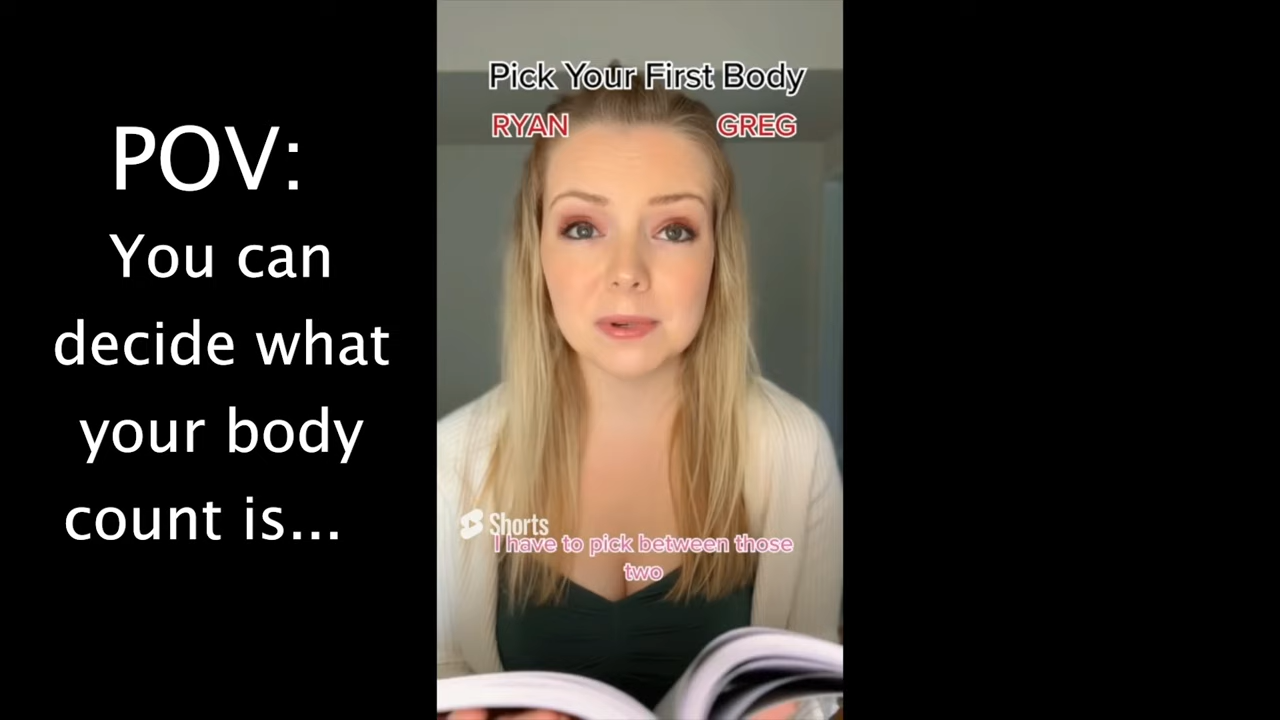 POV:
You can
decide what
your body
count is...
Pick Your First Body
RYAN GREG
Shorts
I have to pick between those
two